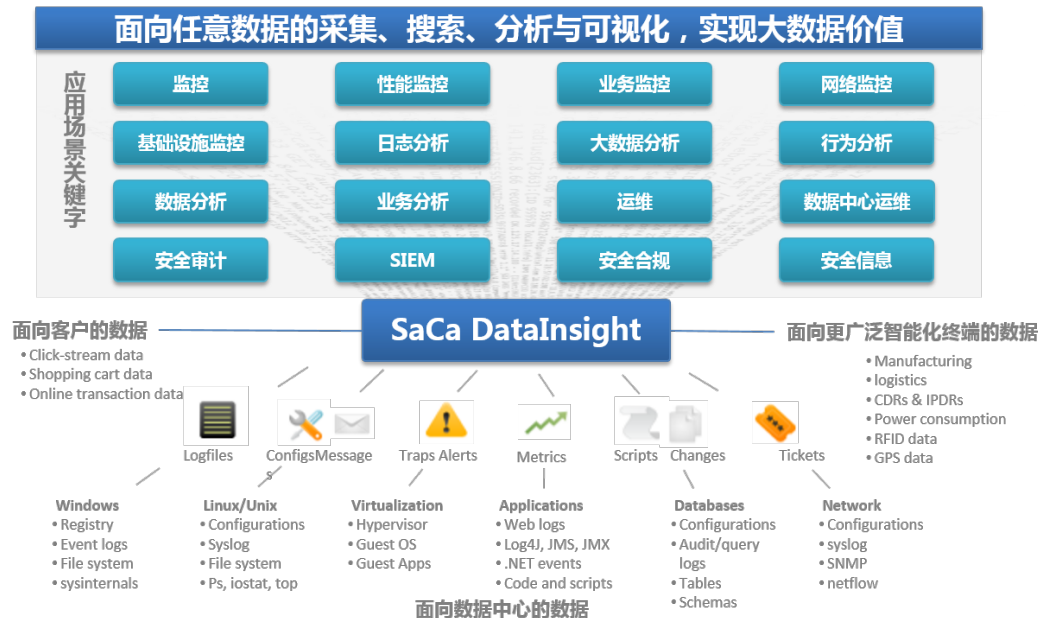 面向任意数据的采集、搜索、分析与可视化，实现大数据价值
应用场景关键字
监控
性能监控
业务监控
网络监控
基础设施监控
日志分析
大数据分析
行为分析
数据分析
业务分析
运维
数据中心运维
安全审计
SIEM
安全合规
安全信息
SaCa DataInsight
面向客户的数据
• Click-stream data
• Shopping cart data
• Online transaction data
面向更广泛智能化终端的数据
• Manufacturing
• logistics
• CDRs & IPDRs
• Power consumption
• RFID data
• GPS data
Logfiles
Configs
Message
s
Traps Alerts
Metrics
Scripts
Changes
Tickets
Windows
• Registry
• Event logs
• File system
• sysinternals
Linux/Unix
• Configurations
• Syslog
• File system
• Ps, iostat, top
Virtualization
• Hypervisor
• Guest OS
• Guest Apps
Applications
• Web logs
• Log4J, JMS, JMX
• .NET events
• Code and scripts
Databases
• Configurations
• Audit/query
logs
• Tables
• Schemas
Network
• Configurations
• syslog
• SNMP
• netflow
面向数据中心的数据